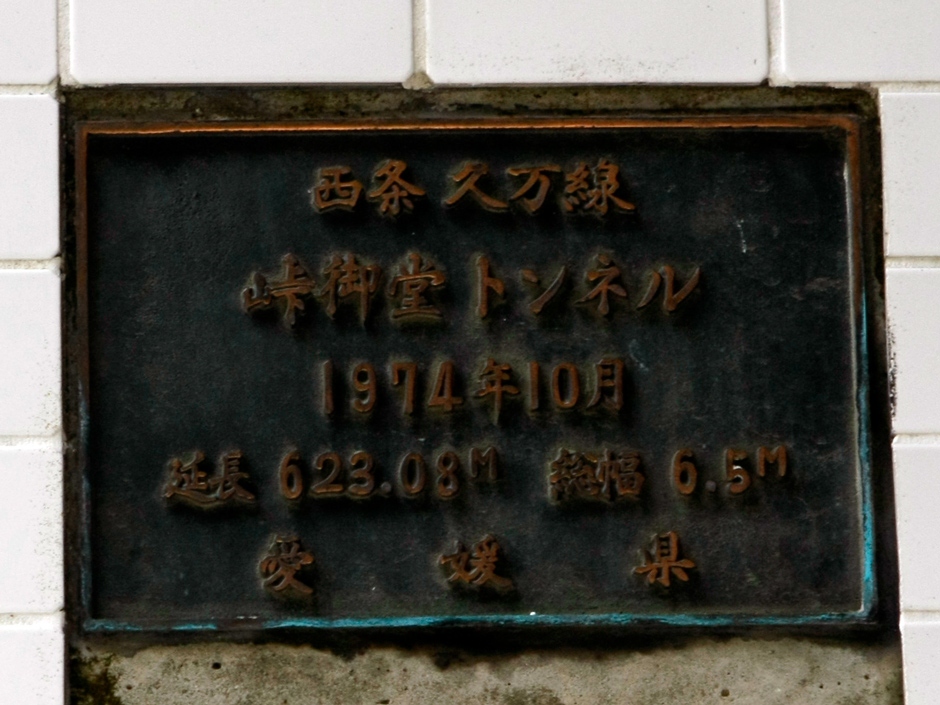 西条久万線
峠御堂トンネル
1974年10月
延長 623.08M 総幅 6.5M
愛媛県